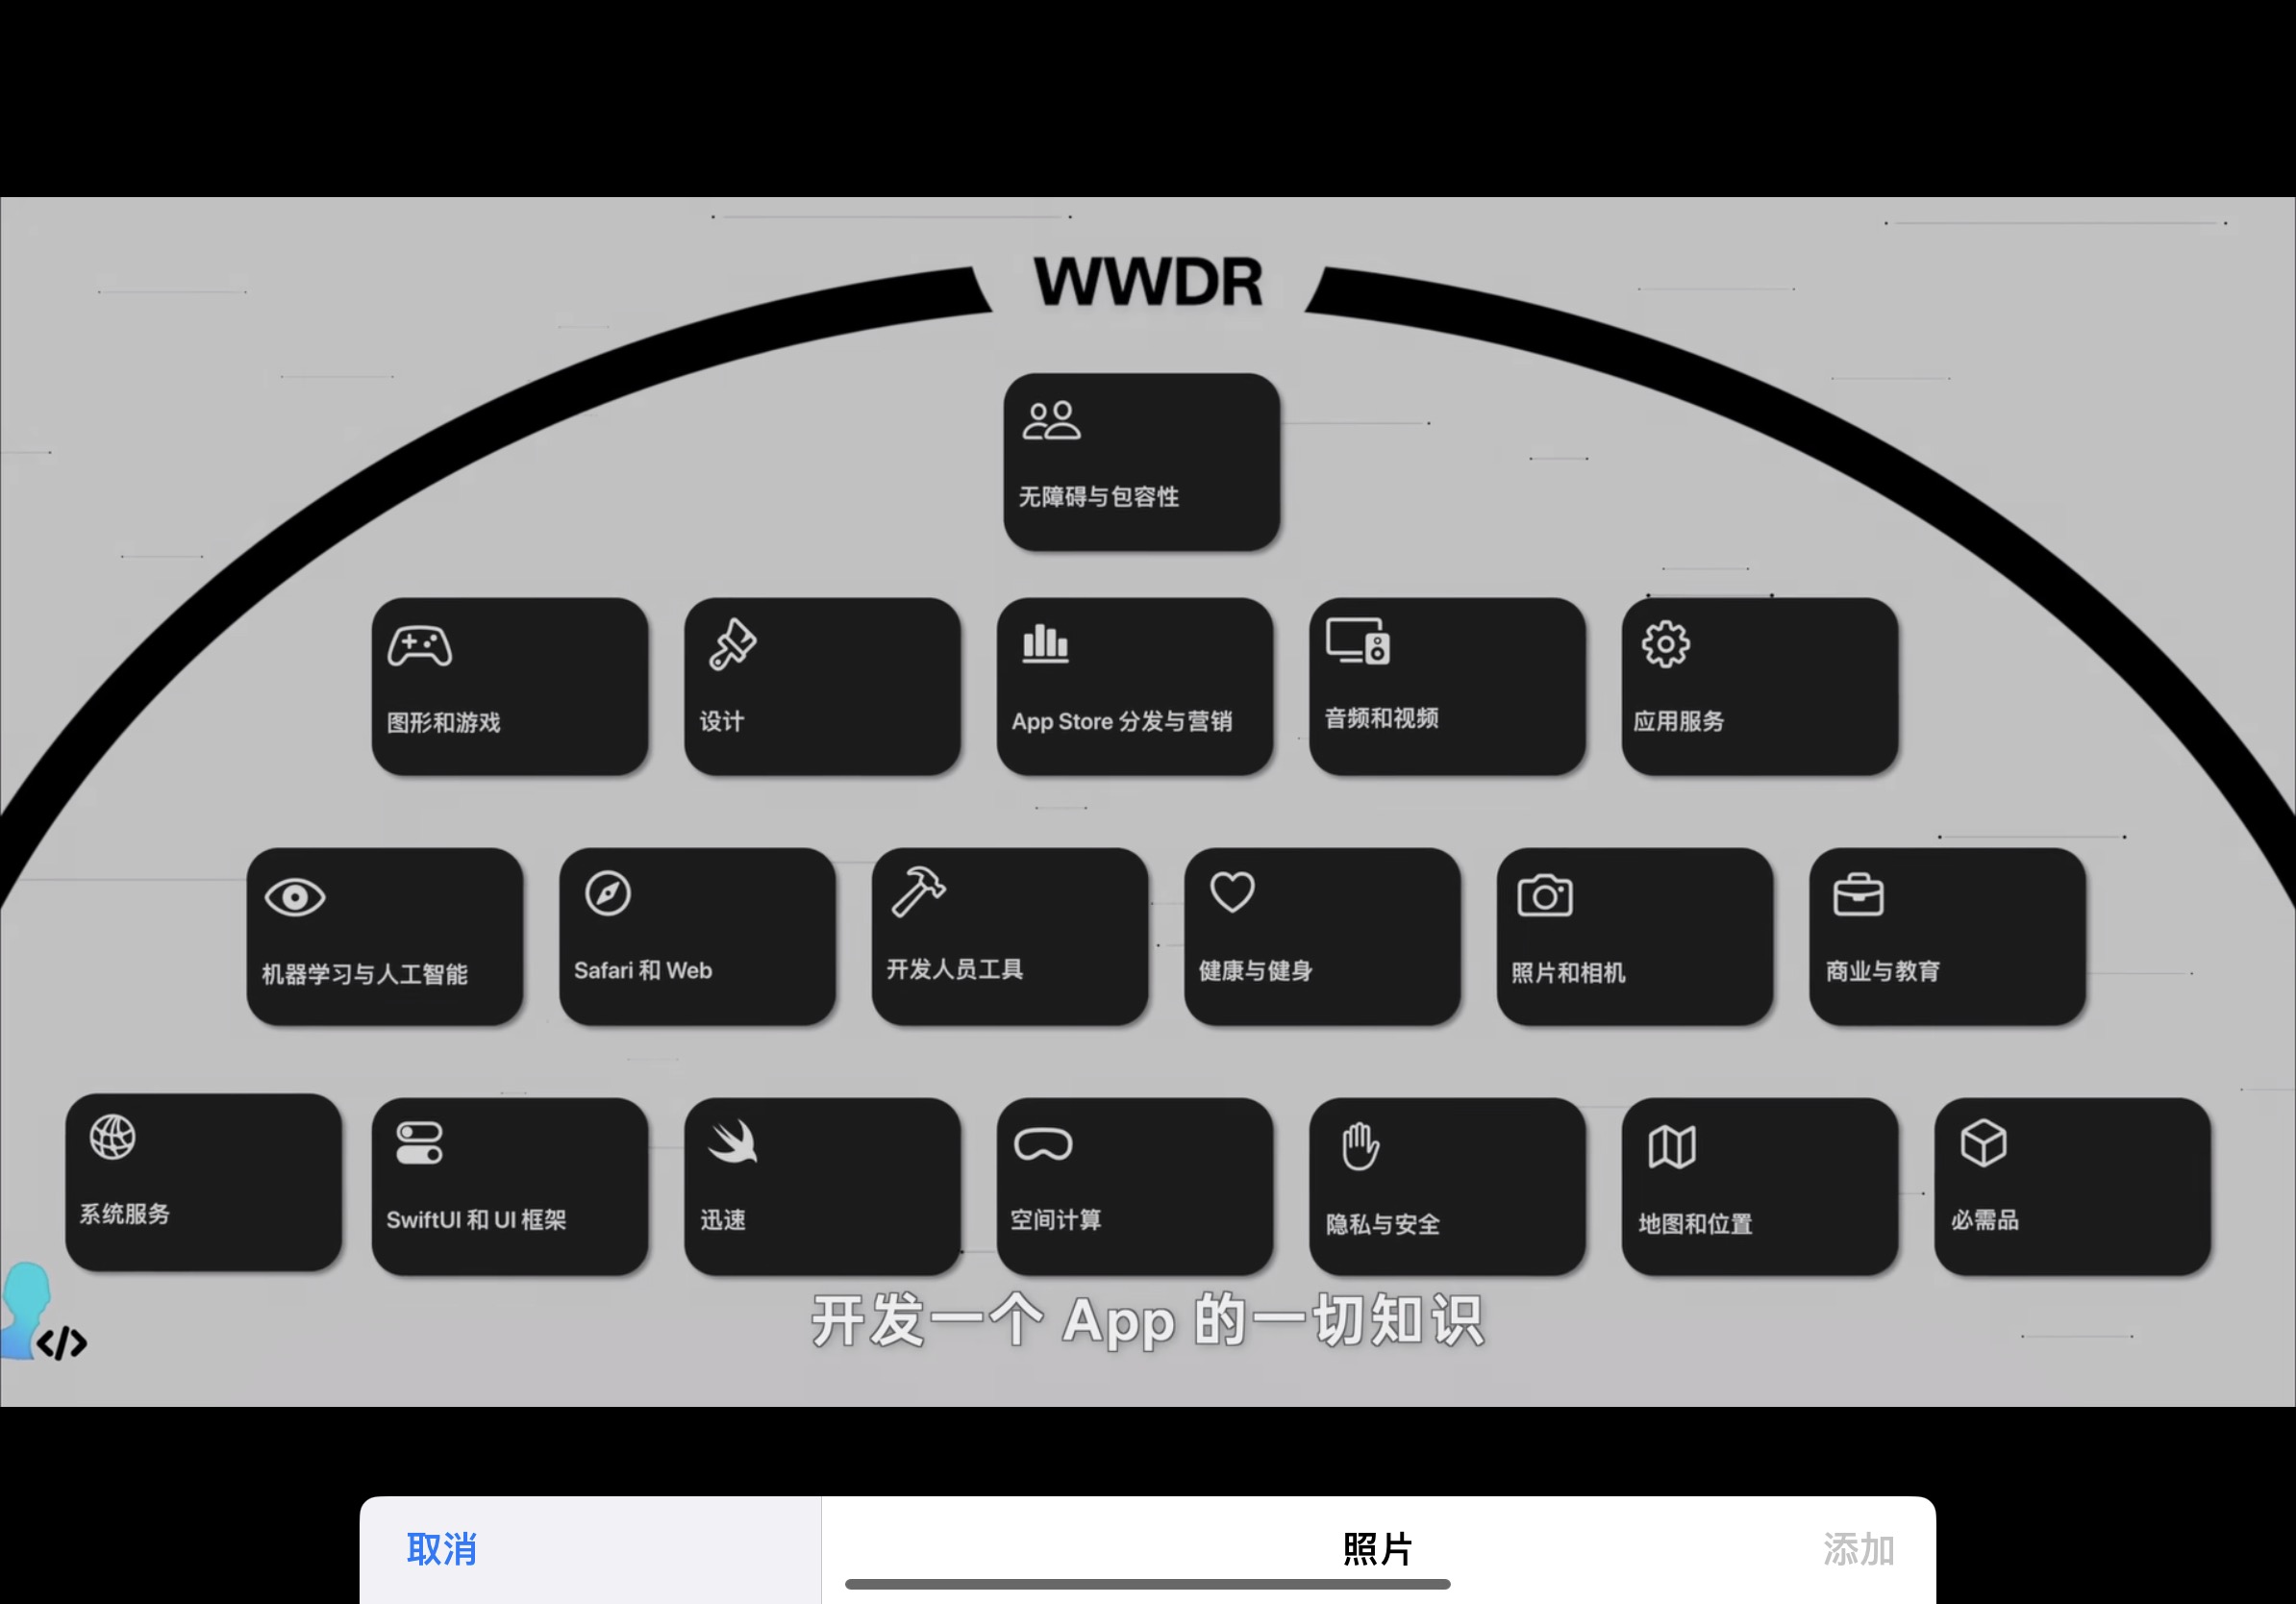 WWDR
无障碍与包容性
图形和游戏
设计
App Store 分发与营销
音频和视频
应用服务
机器学习与人工智能
Safari 和 Web
开发人员工具
健康与健身
照片和相机
商业与教育
系统服务
SwiftUI 和 UI 框架
迅速
空间计算
隐私与安全
地图和位置
必需品
</>
开发一个 App 的一切知识
取消
照片
添加